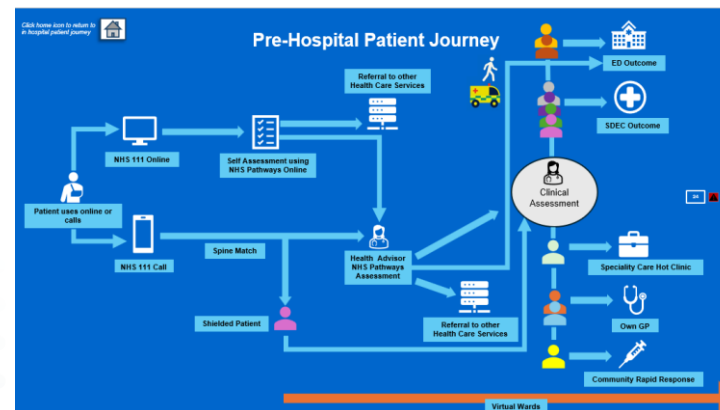 Click home icon to return to
in hospital patient journey
Pre-Hospital Patient Journey
ED Outcome
Referral to other
Health Care Services
SDEC Outcome
NHS 111 Online
Self Assessment using
NHS Pathways Online
Clinical
Assessment
Patient uses online or
calls
Spine Match
NHS 111 Call
Health Advisor
NHS Pathways
Assessment
Speciality Care Hot Clinic
Shielded Patient
Referral to other
Health Care Services
Own GP
Community Rapid Response
Virtual Wards